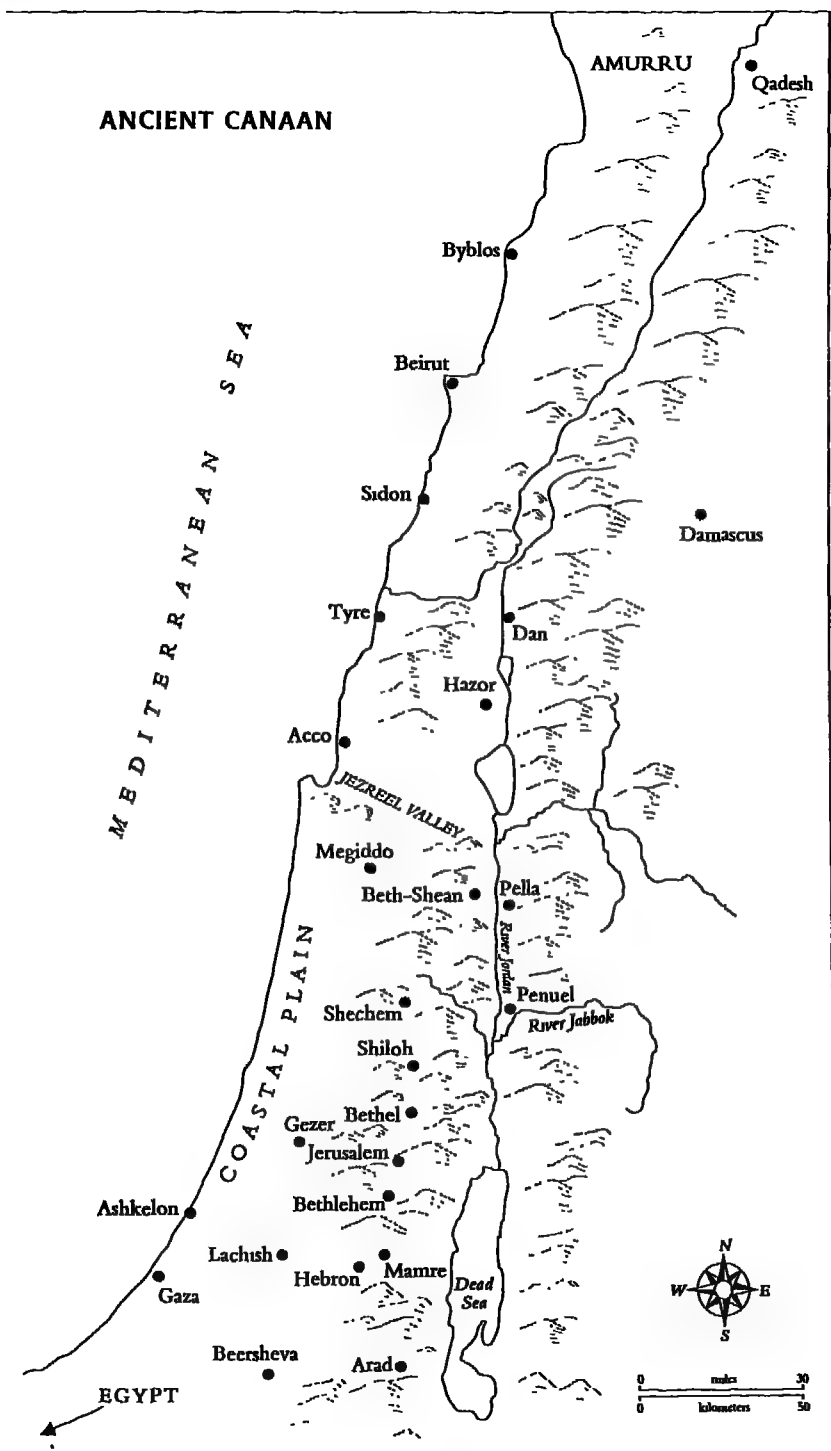 AMURRU
Qadesh
ANCIENT CANAAN
Byblos
Beirut
MEDITERRANEAN SEA
Sidon
Damascus
Tyre
Dan
Hazor
Acco
JEZREEL VALLEY
Megiddo
Beth-Shean
Pella
River Jordan
COASTAL PLAIN
Penuel
Shechem
River Jabbok
Shiloh
Bethel
Gezer
Jerusalem
Bethlehem
Ashkelon
Lachish
Mamre
Hebron
Dead
Sea
Gaza
N
W E
S
Beersheva
Arad
0 miles 30
0 kilometers 50
EGYPT